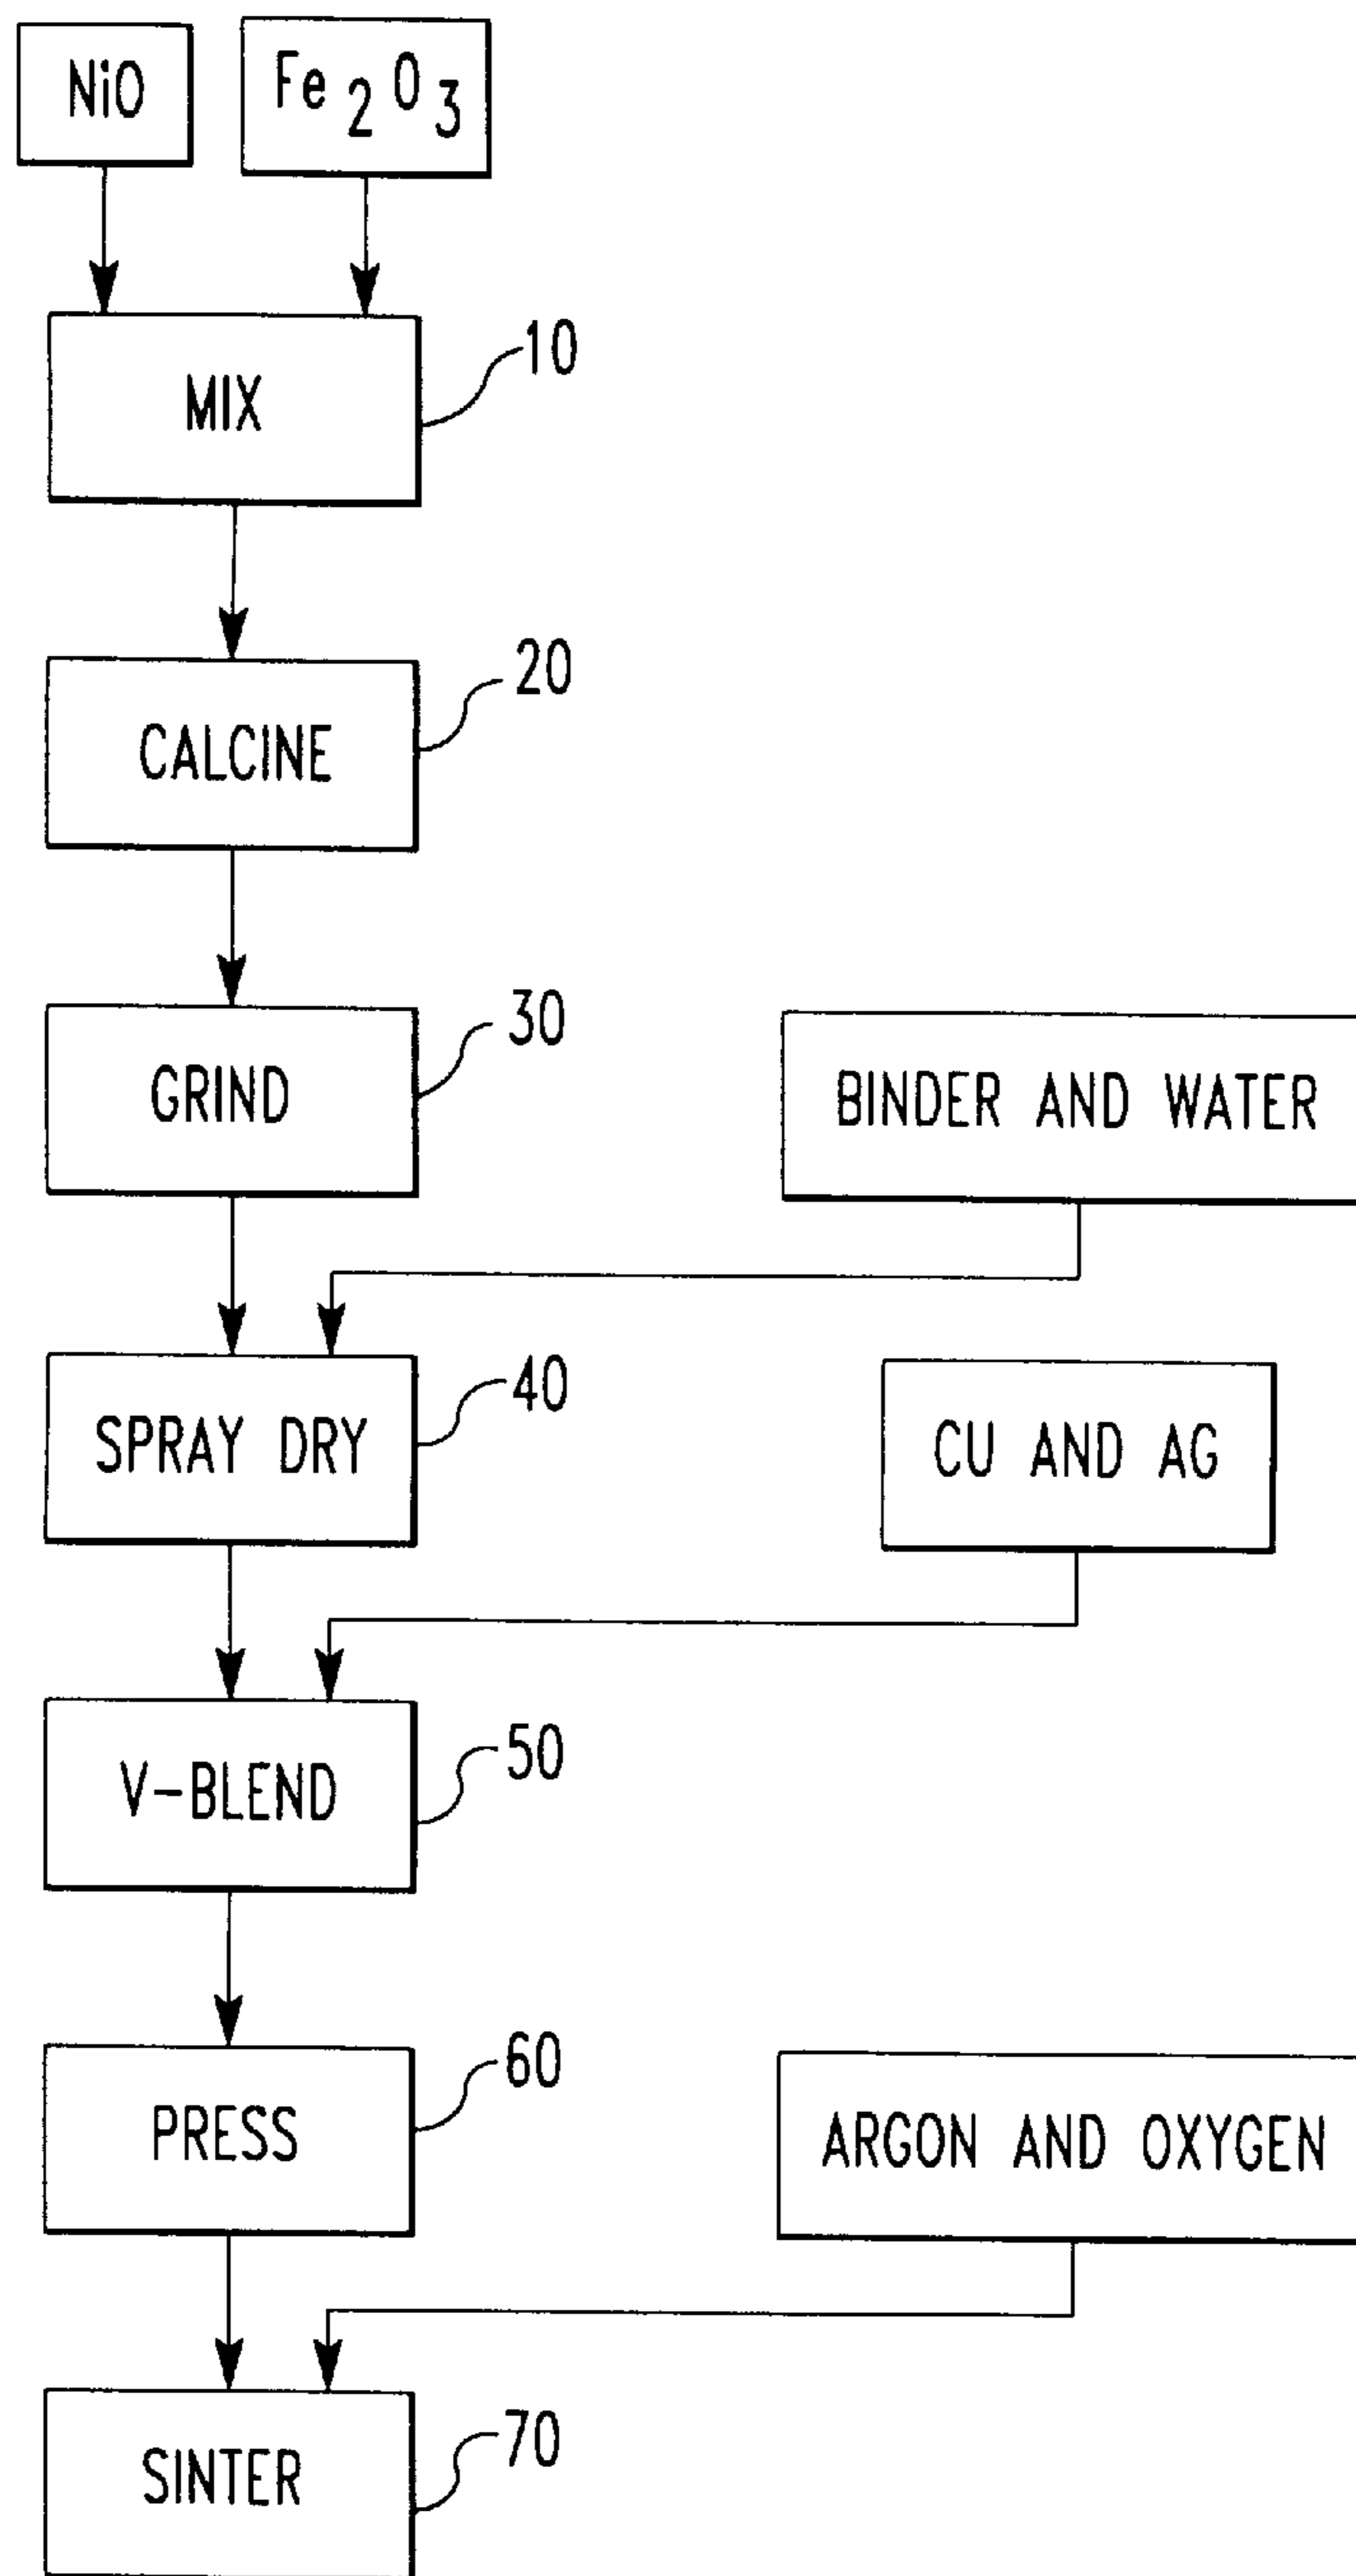 NiO
Fe2O3
MIX
10
CALCINE
20
GRIND
30
BINDER AND WATER
SPRAY DRY
40
CU AND AG
V-BLEND
50
PRESS
60
ARGON AND OXYGEN
SINTER
70